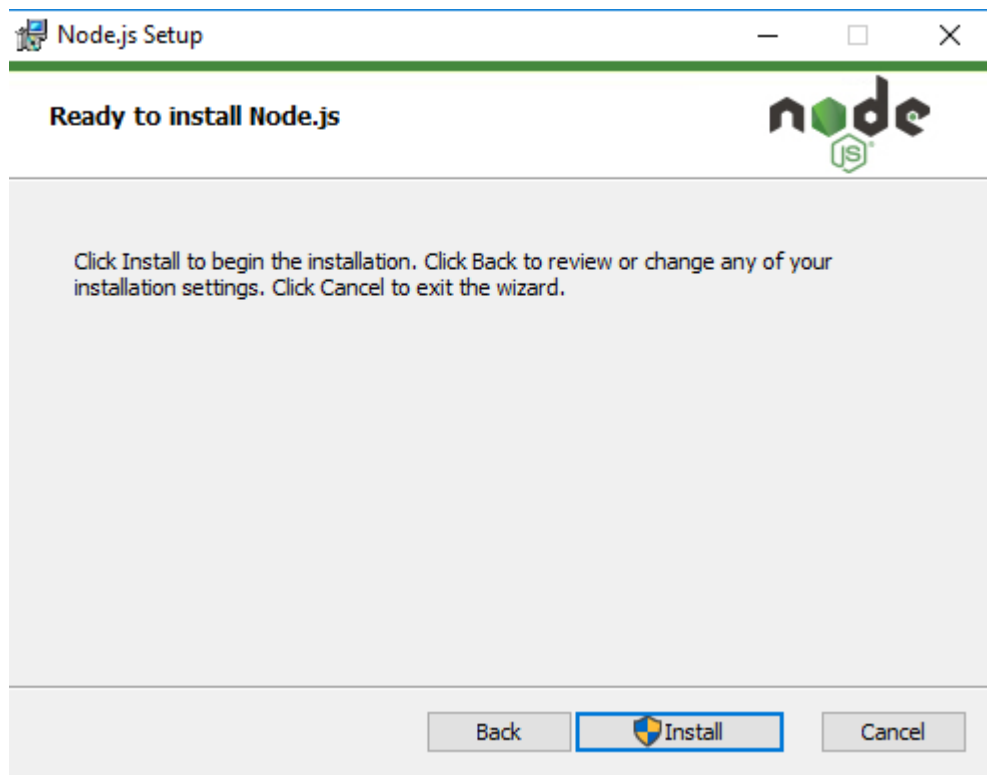 Node.js Setup
Ready to install Node.js
node
JS
Click Install to begin the installation. Click Back to review or change any of your
installation settings. Click Cancel to exit the wizard.
Back
Install
Cancel